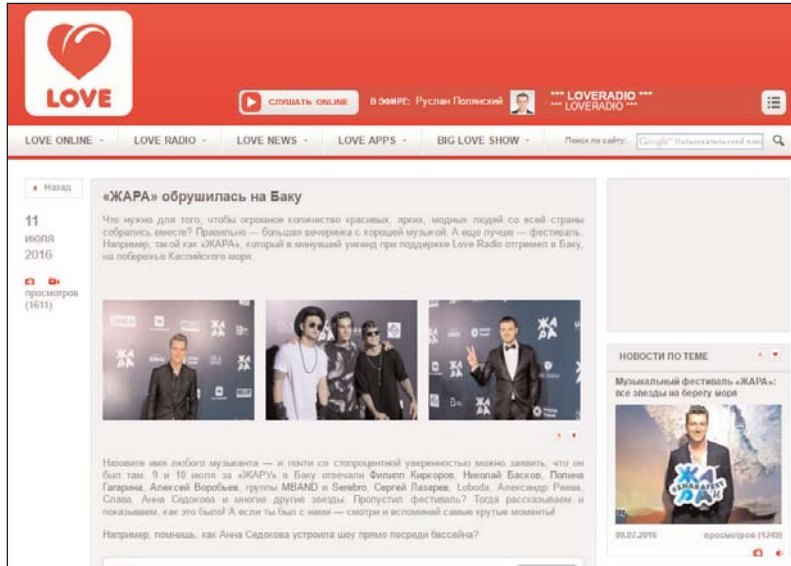 LOVE
СЛУШАТЬ ONLINE
В ЭФИРЕ: Руслан Полянский
*** LOVERADIO ***
*** LOVERADIO ***
LOVE ONLINE
LOVE RADIO
LOVE NEWS
LOVE APPS
BIG LOVE SHOW
Поиск по сайту:
Google
Назад
11
июля
2016
просмотров
(1611)
«ЖАРА» обрушилась на Баку
Что нужно для того, чтобы огромное количество красивых, ярких, модных людей со всей страны
собрались вместе? Правильно — большая вечеринка с хорошей музыкой. А еще лучше — фестиваль.
Например, такой как «ЖАРА», который в минувший уикенд при поддержке Love Radio отгремел в Баку,
на побережье Каспийского моря.
ЖАРА
ЖАРА
ЖАРА
ЖАРА
Назовите имя любого музыканта — и почти со стопроцентной уверенностью можно заявить, что он
был там. 9 и 10 июля за «ЖАРУ» в Баку отвечали Филипп Киркоров, Николай Басков, Полина
Гагарина, Алексей Воробьев, группы MBAND и Serebro, Сергей Лазарев, Loboda, Александр Ревва,
Слава, Анна Седокова и многие другие звезды. Пропустил фестиваль? Тогда рассказываем и
показываем, как это было! А если ты был с нами — смотри и вспоминай самые крутые моменты!
Например, помнишь, как Анна Седокова устроила шоу прямо посреди бассейна?
НОВОСТИ ПО ТЕМЕ
Музыкальный фестиваль «ЖАРА»:
все звезды на берегу моря
ЖА
#ZHARAFEST
РА
09.07.2016
просмотров (1249)